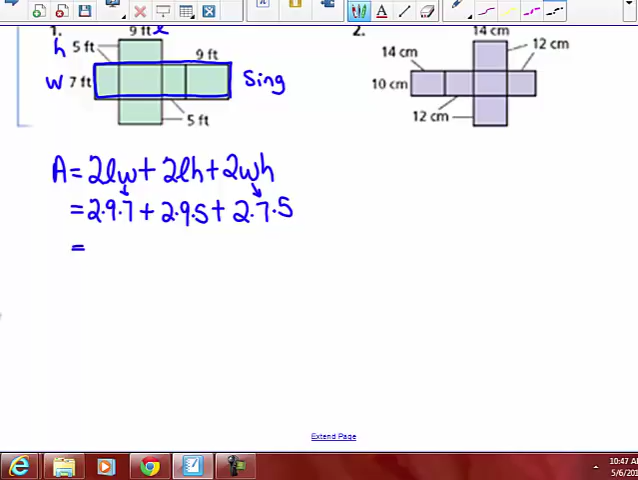 1. 9 ft l
h 5 ft 9 ft
W 7 ft Sing
5 ft
2. 14 cm
14 cm 12 cm
10 cm
12 cm
A = 2lw + 2lh + 2wh
= 2·9·7 + 2·9·5 + 2·7·5
=
Extend Page
10:47 A
5/6/201